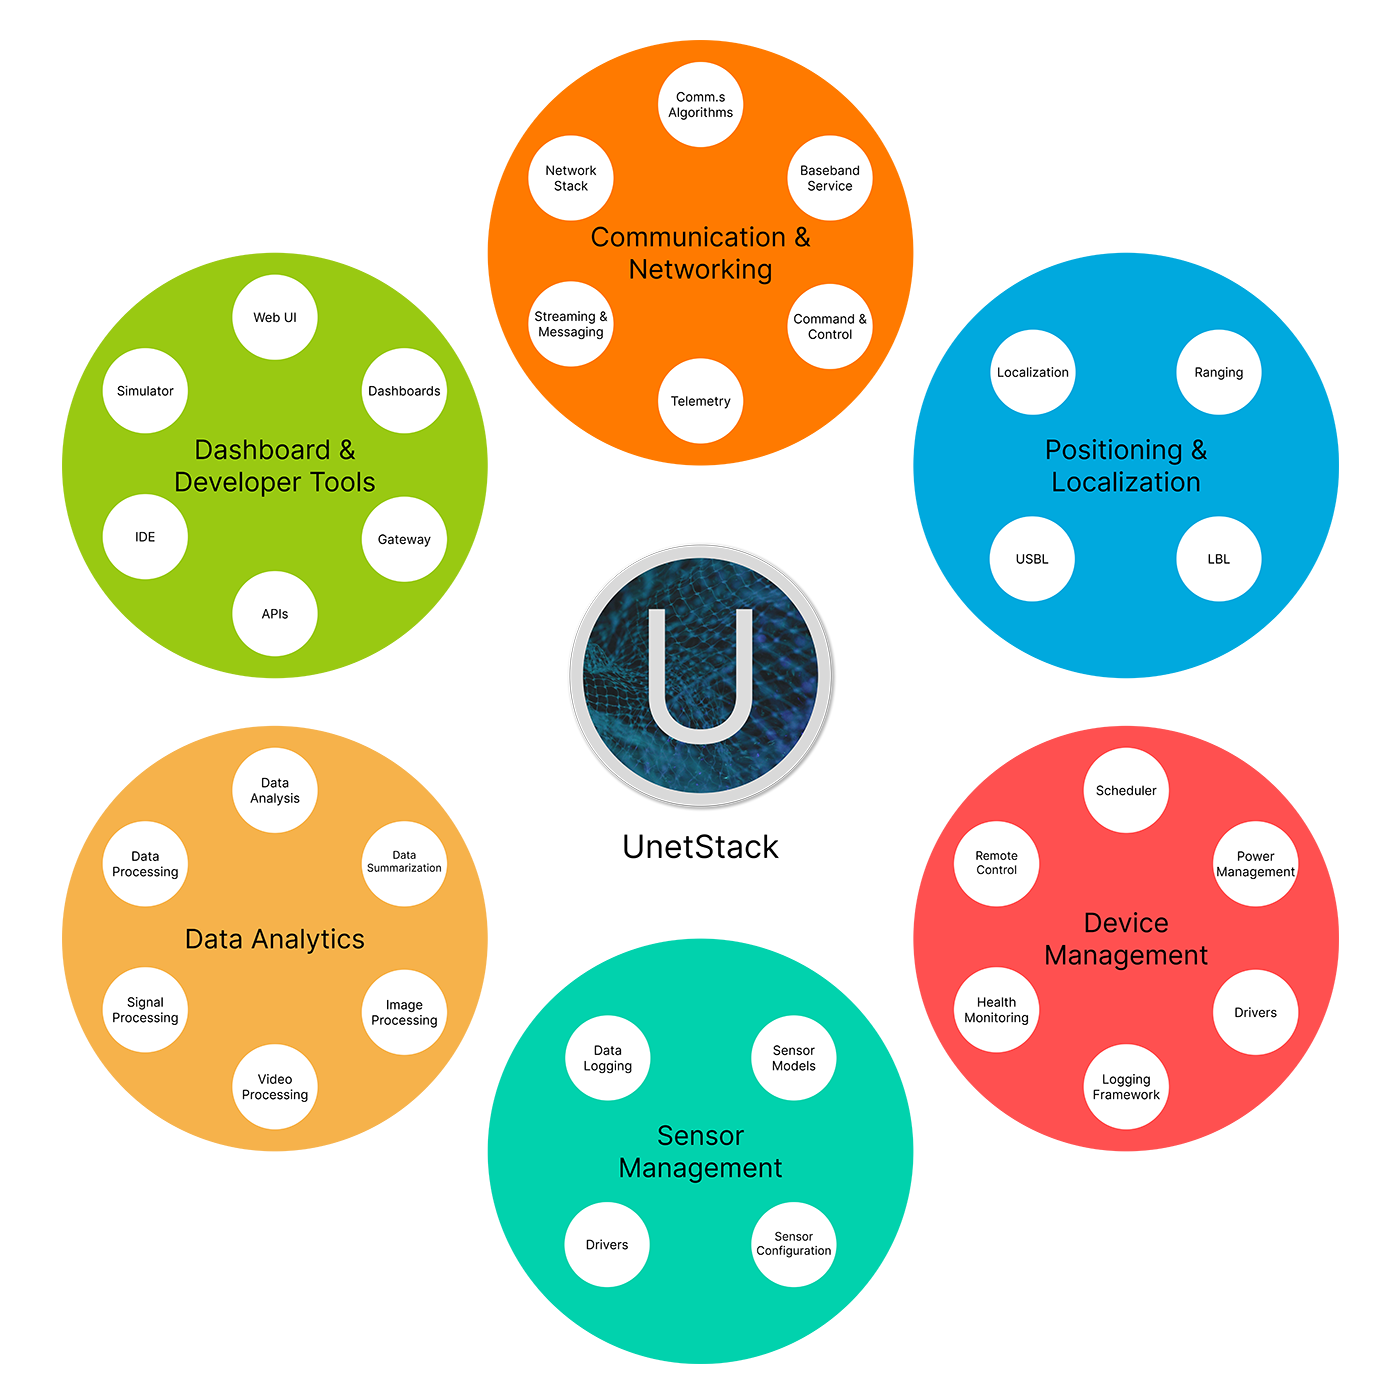 Comm.s
Algorithms
Network
Stack
Baseband
Service
Communication &
Networking
Streaming &
Messaging
Command &
Control
Telemetry
Web UI
Simulator
Dashboards
Dashboard &
Developer Tools
IDE
Gateway
APIs
Localization
Ranging
Positioning &
Localization
USBL
LBL
U
UnetStack
Data
Analysis
Data
Processing
Data
Summarization
Data Analytics
Signal
Processing
Image
Processing
Video
Processing
Scheduler
Remote
Control
Power
Management
Device
Management
Health
Monitoring
Drivers
Logging
Framework
Data
Logging
Sensor
Models
Sensor
Management
Drivers
Sensor
Configuration